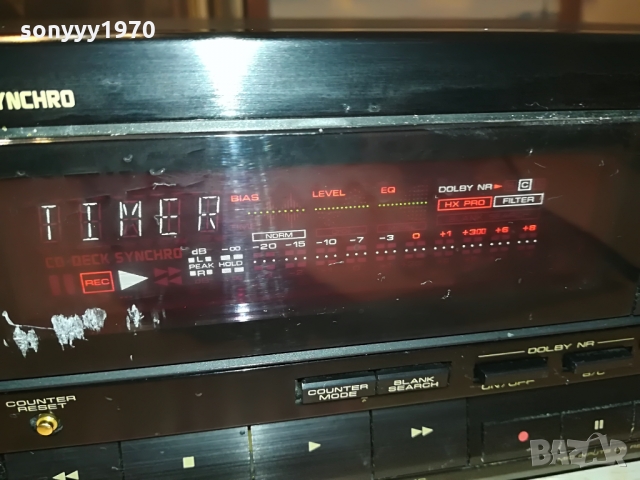 sonyyy1970
YNCHRO
TIMER
BIAS LEVEL EQ DOLBY NR C
HX PRO FILTER
NORM
dB -∞ -20 -15 -10 -7 -3 0 +1 +3 +6 +8
CD DECK SYNCHRO
L
PEAK HOLD
R
REC
DOLBY NR
COUNTER RESET
COUNTER MODE
BLANK SEARCH
ON/OFF B/C
BAZAR